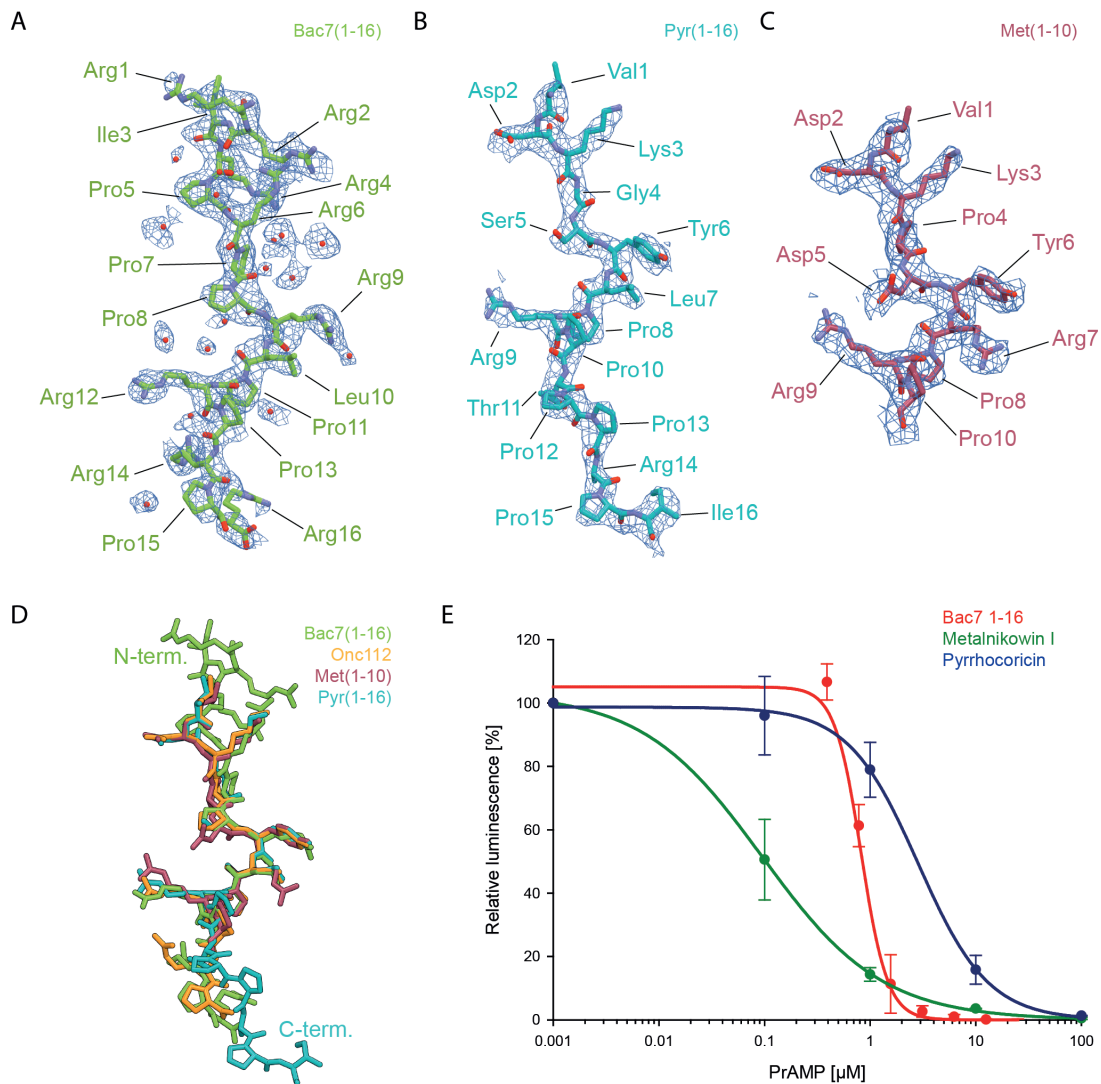 A
Bac7(1-16)
Arg1
Ile3
Arg2
Pro5
Arg4
Arg6
Pro7
Arg9
Pro8
Arg12
Leu10
Pro11
Arg14
Pro13
Pro15
Arg16
B
Pyr(1-16)
Val1
Asp2
Lys3
Gly4
Ser5
Tyr6
Leu7
Pro8
Arg9
Pro10
Thr11
Pro12
Pro13
Arg14
Pro15
Ile16
C
Met(1-10)
Val1
Asp2
Lys3
Pro4
Tyr6
Asp5
Arg7
Arg9
Pro8
Pro10
D
Bac7(1-16)
Onc112
Met(1-10)
Pyr(1-16)
N-term.
C-term.
E
Bac7 1-16
Metalnikowin I
Pyrrhocoricin
Relative luminescence [%]
120
100
80
60
40
20
0
0.001
0.01
0.1
1
10
100
PrAMP [µM]